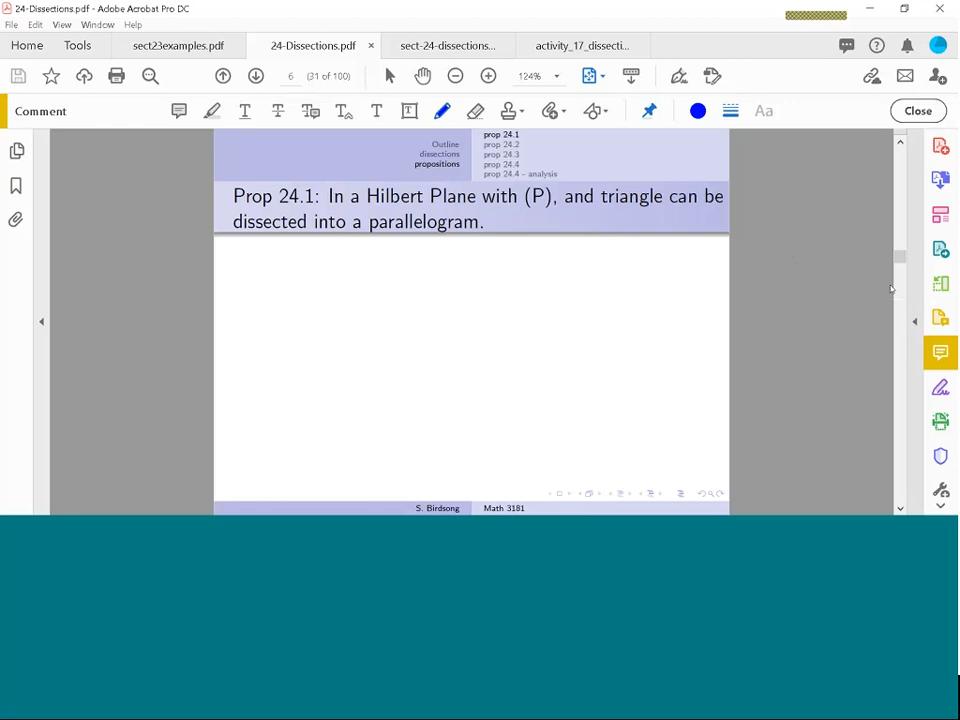 24-Dissections.pdf - Adobe Acrobat Pro DC
File Edit View Window Help
Home Tools sect23examples.pdf 24-Dissections.pdf × sect-24-dissections... activity_17_dissecti...
6 (31 of 100) 124%
Comment Aa Close
prop 24.1
Outline prop 24.2
dissections prop 24.3
propositions prop 24.4
prop 24.4 – analysis
Prop 24.1: In a Hilbert Plane with (P), and triangle can be
dissected into a parallelogram.
S. Birdsong Math 3181